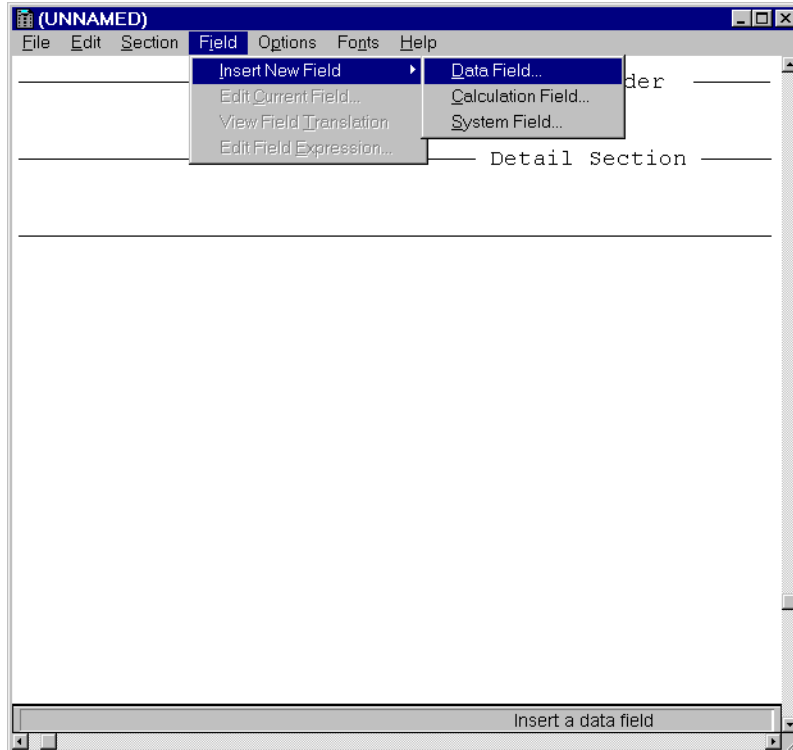 (UNNAMED)
File Edit Section Field Options Fonts Help
Insert New Field
Edit Current Field...
View Field Translation
Edit Field Expression...
Data Field...
Calculation Field...
System Field...
der
Detail Section
Insert a data field